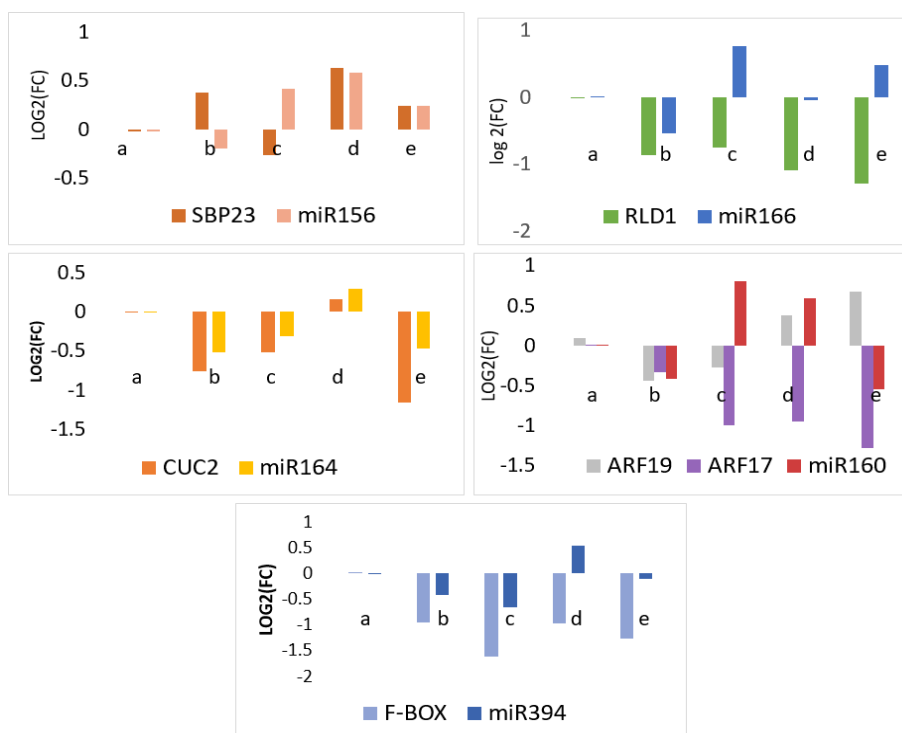 1
0.5
0
-0.5
LOG2(FC)
a b c d e
SBP23 miR156
1
0
-1
-2
log 2(FC)
a b c d e
RLD1 miR166
0.5
0
-0.5
-1
-1.5
LOG2(FC)
a b c d e
CUC2 miR164
1
0.5
0
-0.5
-1
-1.5
LOG2(FC)
a b c d e
ARF19 ARF17 miR160
1
0.5
0
-0.5
-1
-1.5
-2
LOG2(FC)
a b c d e
F-BOX miR394